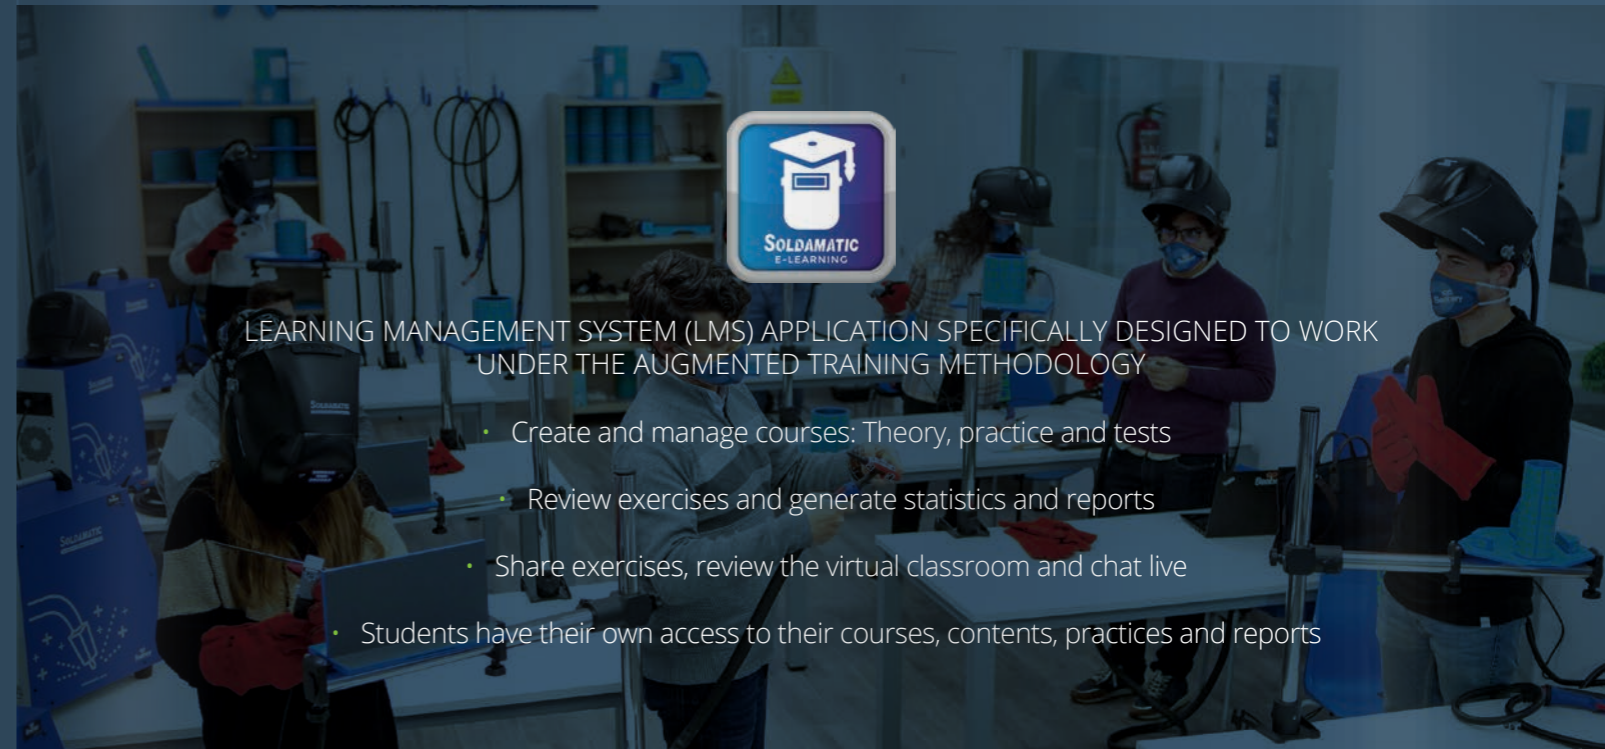 SOLDAMATIC
E-LEARNING
LEARNING MANAGEMENT SYSTEM (LMS) APPLICATION SPECIFICALLY DESIGNED TO WORK
UNDER THE AUGMENTED TRAINING METHODOLOGY
• Create and manage courses: Theory, practice and tests
• Review exercises and generate statistics and reports
• Share exercises, review the virtual classroom and chat live
• Students have their own access to their courses, contents, practices and reports
SOLDAMATIC
SOLDAMATIC